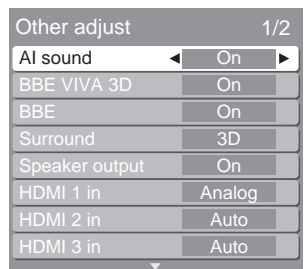 Other adjust 1/2
AI sound On
BBE VIVA 3D On
BBE On
Surround 3D
Speaker output On
HDMI 1 in Analog
HDMI 2 in Auto
HDMI 3 in Auto